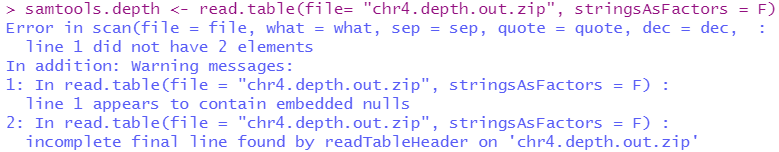 > samtools.depth <- read.table(file= "chr4.depth.out.zip", stringsAsFactors = F)
Error in scan(file = file, what = what, sep = sep, quote = quote, dec = dec,  :
  line 1 did not have 2 elements
In addition: Warning messages:
1: In read.table(file = "chr4.depth.out.zip", stringsAsFactors = F) :
  line 1 appears to contain embedded nulls
2: In read.table(file = "chr4.depth.out.zip", stringsAsFactors = F) :
  incomplete final line found by readTableHeader on 'chr4.depth.out.zip'